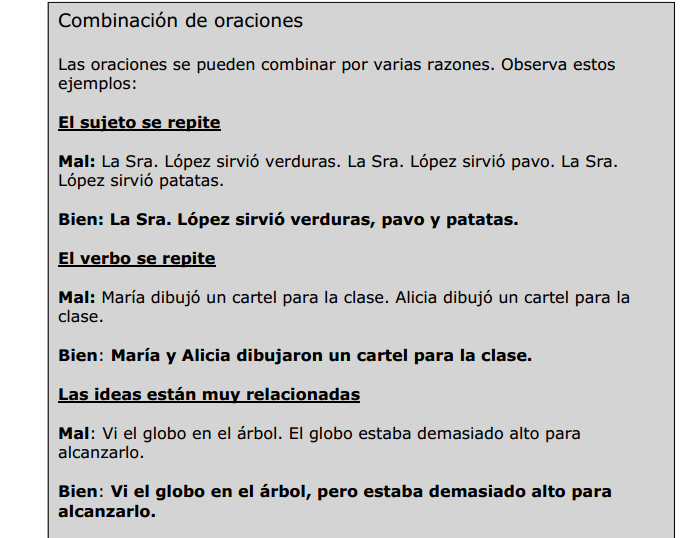 Combinación de oraciones
Las oraciones se pueden combinar por varias razones. Observa estos
ejemplos:
El sujeto se repite
Mal: La Sra. López sirvió verduras. La Sra. López sirvió pavo. La Sra.
López sirvió patatas.
Bien: La Sra. López sirvió verduras, pavo y patatas.
El verbo se repite
Mal: María dibujó un cartel para la clase. Alicia dibujó un cartel para la
clase.
Bien: María y Alicia dibujaron un cartel para la clase.
Las ideas están muy relacionadas
Mal: Vi el globo en el árbol. El globo estaba demasiado alto para
alcanzarlo.
Bien: Vi el globo en el árbol, pero estaba demasiado alto para
alcanzarlo.